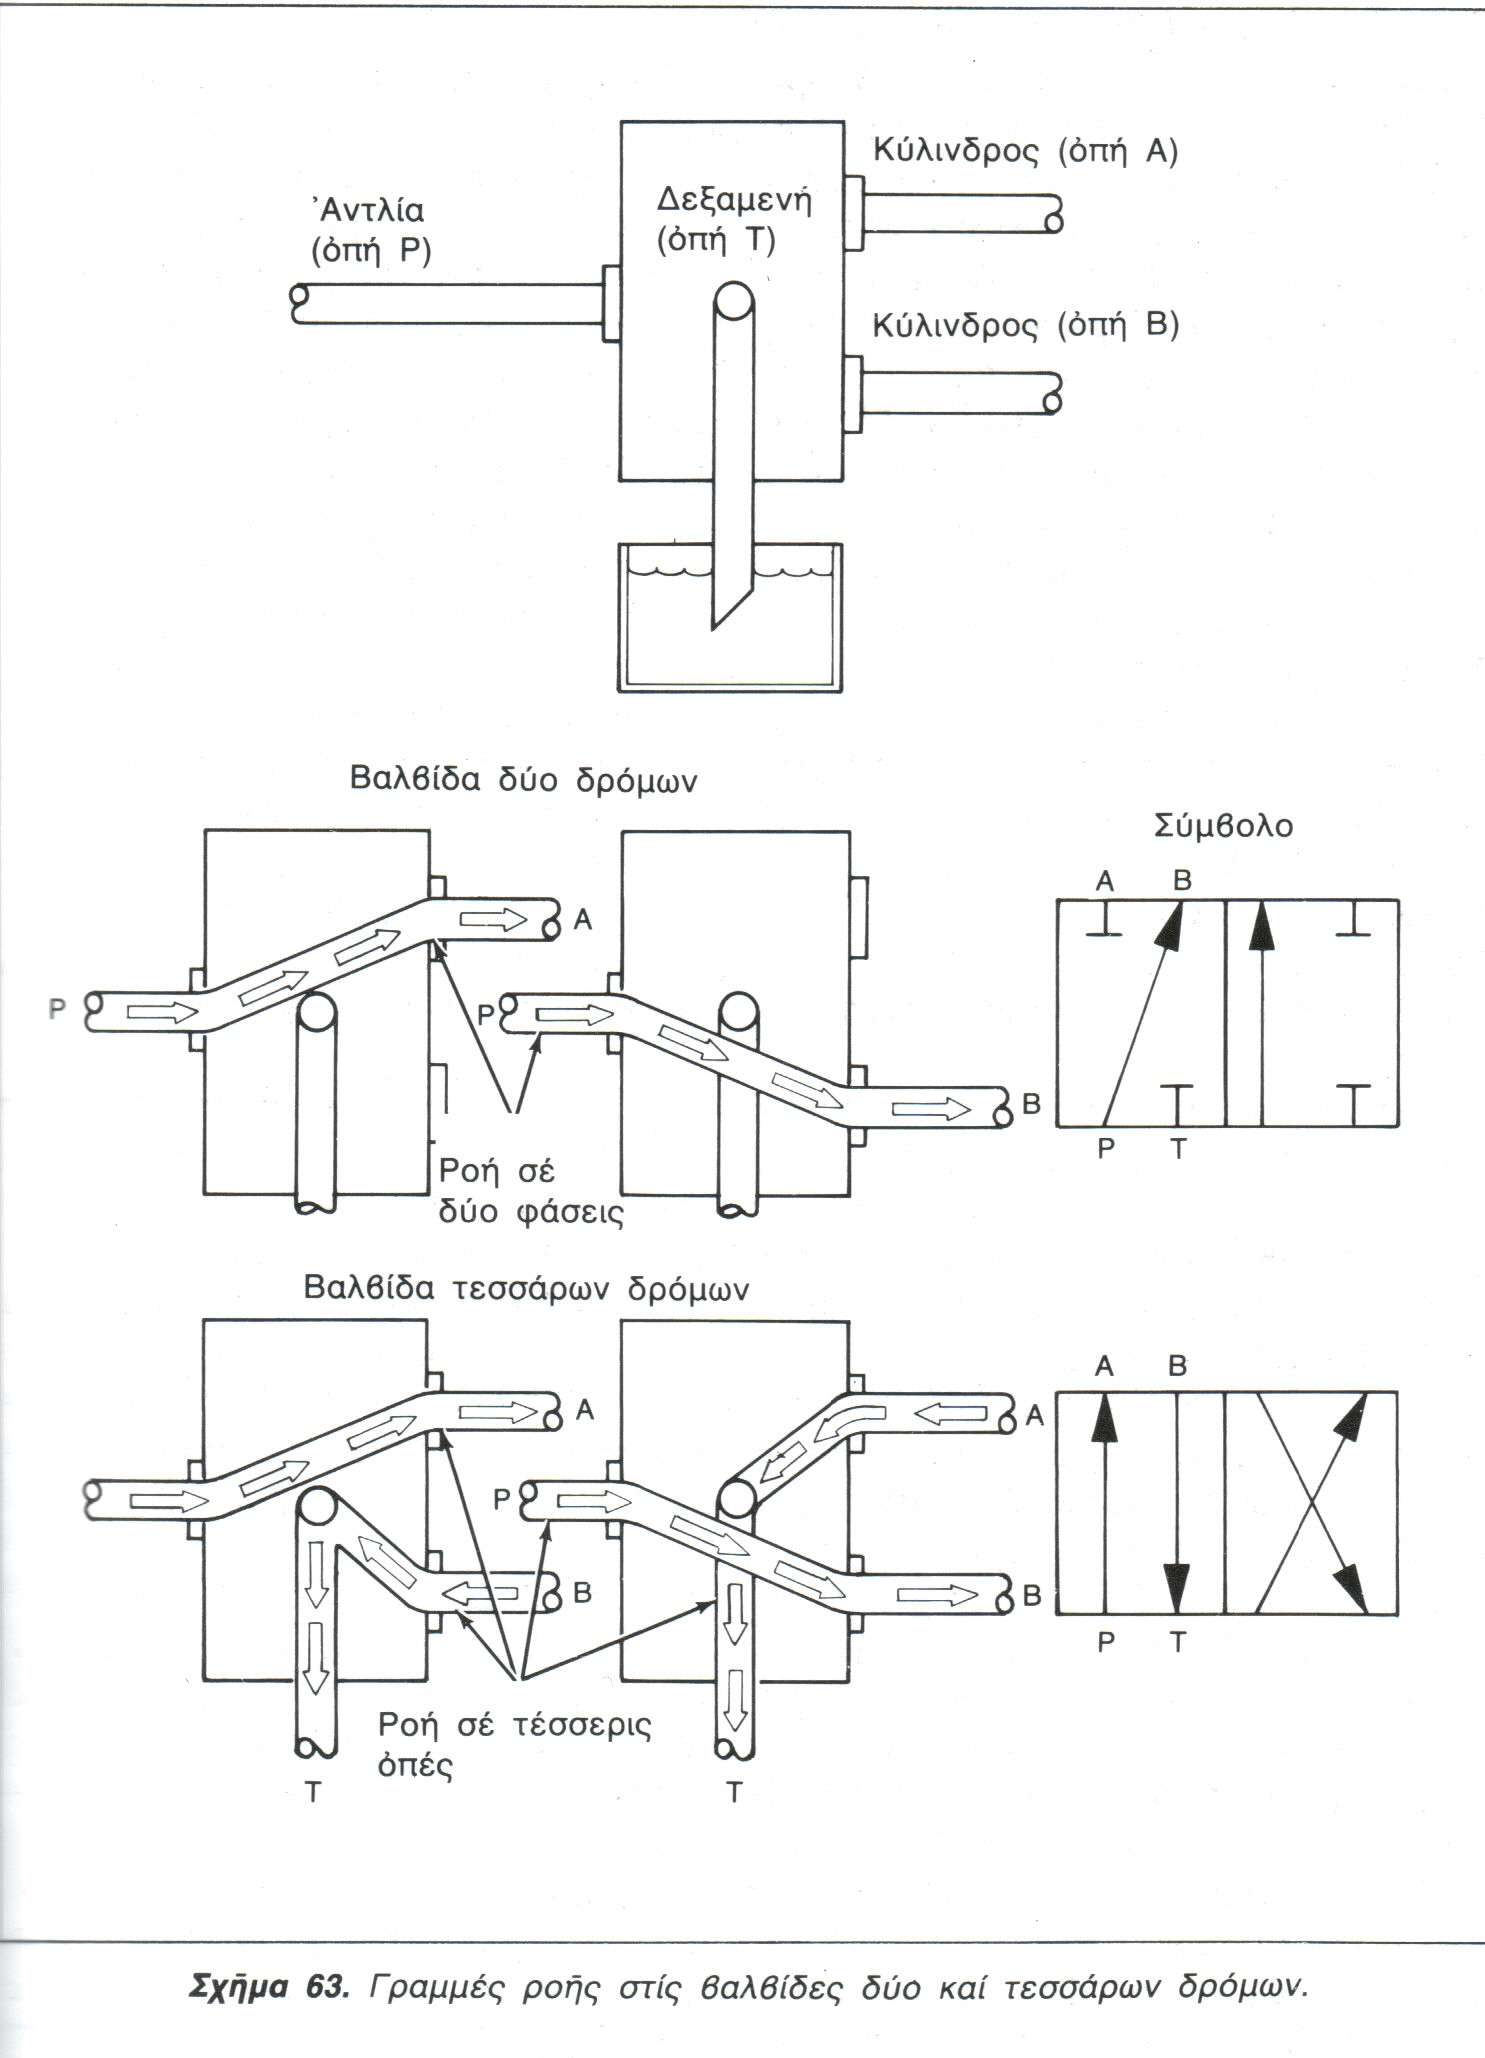 Κύλινδρος (ὀπή Α)
Ἀντλία
(ὀπή Ρ)
Δεξαμενή
(ὀπή Τ)
Κύλινδρος (ὀπή Β)
Βαλβίδα δύο δρόμων
Σύμβολο
A B
A
P
P
B
P T
Ροή σέ
δύο φάσεις
Βαλβίδα τεσσάρων δρόμων
A B
A
A
P
B
B
P T
Ροή σέ τέσσερις
ὀπές
T
T
Σχῆμα 63. Γραμμές ροῆς στίς βαλβίδες δύο καί τεσσάρων δρόμων.